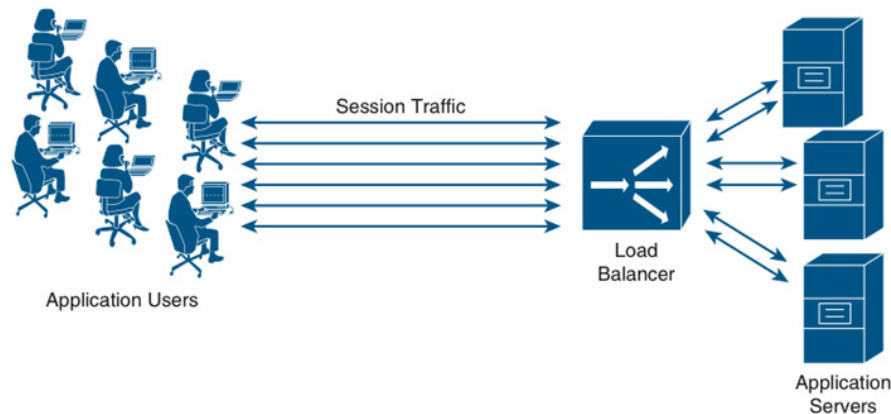 Session Traffic
Load
Balancer
Application Users
Application
Servers